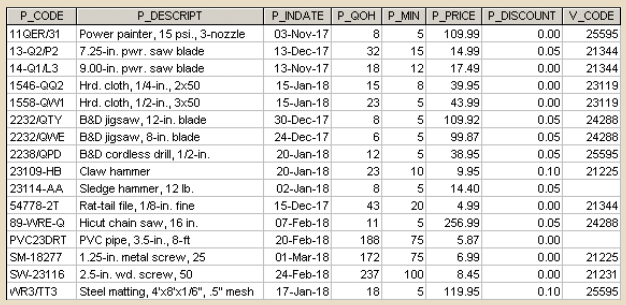 P_CODE P_DESCRIPT P_INDATE P_QOH P_MIN P_PRICE P_DISCOUNT V_CODE
11QER/31 Power painter, 15 psi., 3-nozzle 03-Nov-17 8 5 109.99 0.00 25595
13-Q2/P2 7.25-in. pwr. saw blade 13-Dec-17 32 15 14.99 0.05 21344
14-Q1/L3 9.00-in. pwr. saw blade 13-Nov-17 18 12 17.49 0.00 21344
1546-QQ2 Hrd. cloth, 1/4-in., 2x50 15-Jan-18 15 8 39.95 0.00 23119
1558-QW1 Hrd. cloth, 1/2-in., 3x50 15-Jan-18 23 5 43.99 0.00 23119
2232/QTY B&D jigsaw, 12-in. blade 30-Dec-17 8 5 109.92 0.05 24288
2232/QWE B&D jigsaw, 8-in. blade 24-Dec-17 6 5 99.87 0.05 24288
2238/QPD B&D cordless drill, 1/2-in. 20-Jan-18 12 5 38.95 0.05 25595
23109-HB Claw hammer 20-Jan-18 23 10 9.95 0.10 21225
23114-AA Sledge hammer, 12 lb. 02-Jan-18 8 5 14.40 0.05
54778-2T Rat-tail file, 1/8-in. fine 15-Dec-17 43 20 4.99 0.00 21344
89-WRE-Q Hicut chain saw, 16 in. 07-Feb-18 11 5 256.99 0.05 24288
PVC23DRT PVC pipe, 3.5-in., 8-ft 20-Feb-18 188 75 5.87 0.00
SM-18277 1.25-in. metal screw, 25 01-Mar-18 172 75 6.99 0.00 21225
SW-23116 2.5-in. wd. screw, 50 24-Feb-18 237 100 8.45 0.00 21231
WR3/TT3 Steel matting, 4'x8'x1/6", .5" mesh 17-Jan-18 18 5 119.95 0.10 25595